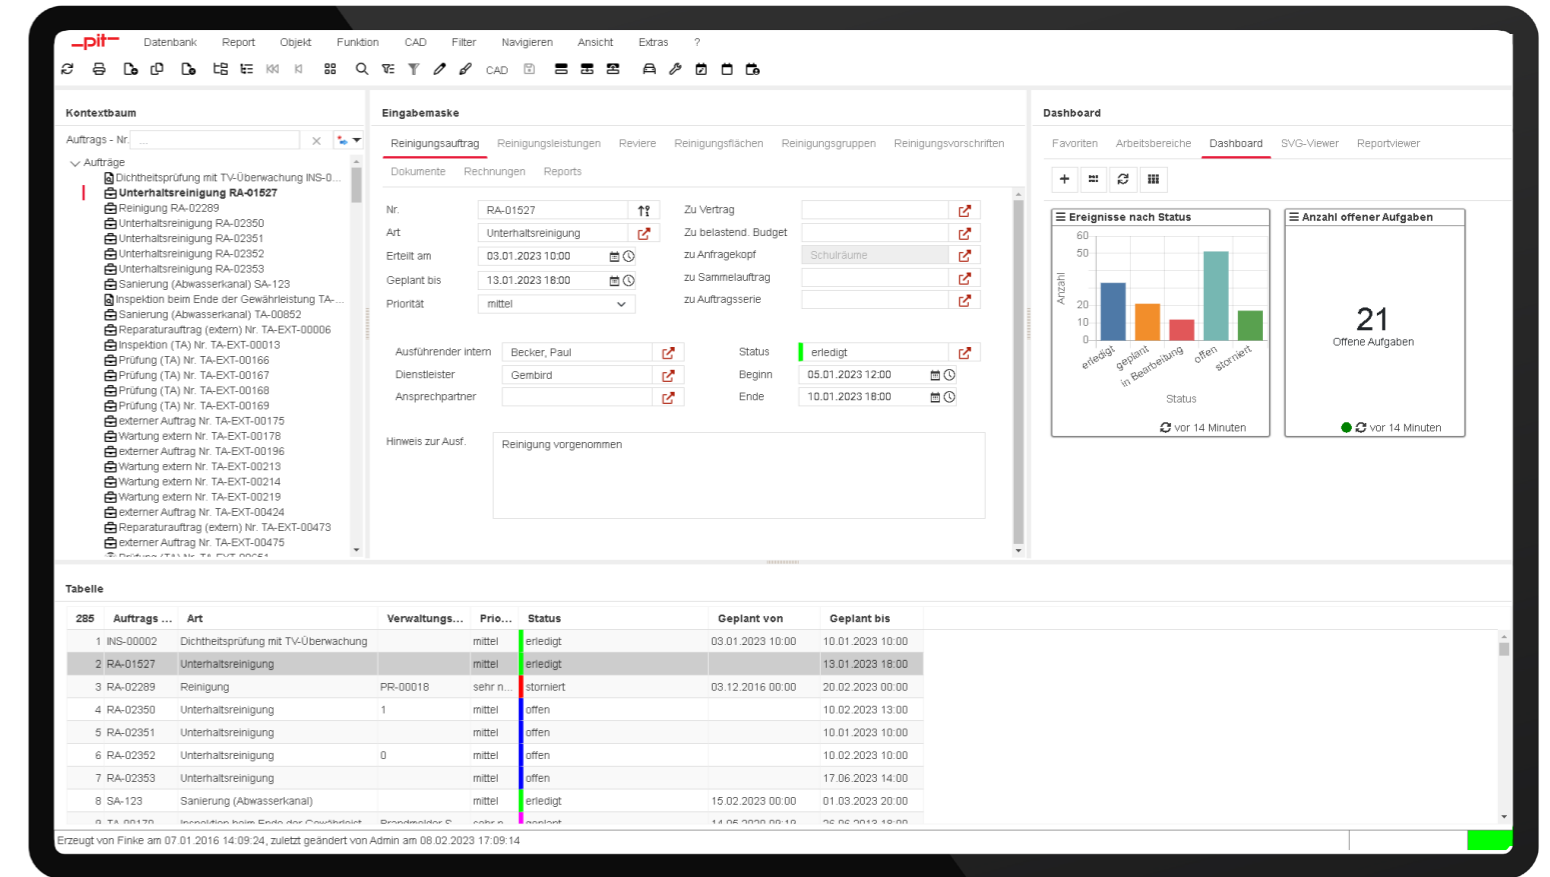 pit
Datenbank Report Objekt Funktion CAD Filter Navigieren Ansicht Extras ?
CAD
Kontextbaum
Auftrags - Nr. ...
Aufträge
Dichtheitsprüfung mit TV-Überwachung INS-0...
Unterhaltsreinigung RA-01527
Reinigung RA-02289
Unterhaltsreinigung RA-02350
Unterhaltsreinigung RA-02351
Unterhaltsreinigung RA-02352
Unterhaltsreinigung RA-02353
Sanierung (Abwasserkanal) SA-123
Inspektion beim Ende der Gewährleistung TA-...
Sanierung (Abwasserkanal) TA-00852
Reparaturauftrag (extern) Nr. TA-EXT-00006
Inspektion (TA) Nr. TA-EXT-00013
Prüfung (TA) Nr. TA-EXT-00166
Prüfung (TA) Nr. TA-EXT-00167
Prüfung (TA) Nr. TA-EXT-00168
Prüfung (TA) Nr. TA-EXT-00169
externer Auftrag Nr. TA-EXT-00175
Wartung extern Nr. TA-EXT-00178
externer Auftrag Nr. TA-EXT-00196
Wartung extern Nr. TA-EXT-00213
Wartung extern Nr. TA-EXT-00214
Wartung extern Nr. TA-EXT-00219
externer Auftrag Nr. TA-EXT-00424
Reparaturauftrag (extern) Nr. TA-EXT-00473
externer Auftrag Nr. TA-EXT-00475
Prüfung (TA) Nr. TA-EXT-00651
Eingabemaske
Reinigungsauftrag Reinigungsleistungen Reviere Reinigungsflächen Reinigungsgruppen Reinigungsvorschriften
Dokumente Rechnungen Reports
Nr. RA-01527 Zu Vertrag
Art Unterhaltsreinigung Zu belastend. Budget
Erteilt am 03.01.2023 10:00 zu Anfragekopf Schulräume
Geplant bis 13.01.2023 18:00 zu Sammelauftrag
Priorität mittel zu Auftragsserie
Ausführender intern Becker, Paul Status erledigt
Dienstleister Gembird Beginn 05.01.2023 12:00
Ansprechpartner Ende 10.01.2023 18:00
Hinweis zur Ausf. Reinigung vorgenommen
Dashboard
Favoriten Arbeitsbereiche Dashboard SVG-Viewer Reportviewer
Ereignisse nach Status
60
50
20
10
0
Anzahl
erledigt geplant in Bearbeitung offen storniert
Status
vor 14 Minuten
Anzahl offener Aufgaben
21
Offene Aufgaben
vor 14 Minuten
Tabelle
285 Auftrags ... Art Verwaltungs... Prio... Status Geplant von Geplant bis
1 INS-00002 Dichtheitsprüfung mit TV-Überwachung mittel erledigt 03.01.2023 10:00 10.01.2023 10:00
2 RA-01527 Unterhaltsreinigung mittel erledigt 13.01.2023 18:00
3 RA-02289 Reinigung PR-00018 sehr n... storniert 03.12.2016 00:00 20.02.2023 00:00
4 RA-02350 Unterhaltsreinigung 1 mittel offen 10.02.2023 13:00
5 RA-02351 Unterhaltsreinigung mittel offen 10.01.2023 10:00
6 RA-02352 Unterhaltsreinigung 0 mittel offen 10.02.2023 10:00
7 RA-02353 Unterhaltsreinigung mittel offen 17.06.2023 14:00
8 SA-123 Sanierung (Abwasserkanal) mittel erledigt 15.02.2023 00:00 01.03.2023 20:00
9 TA-00170 Inspektion beim Ende der Gewährleist... Brandmelder S... sehr n... geplant
Erzeugt von Finke am 07.01.2016 14:09:24, zuletzt geändert von Admin am 08.02.2023 17:09:14